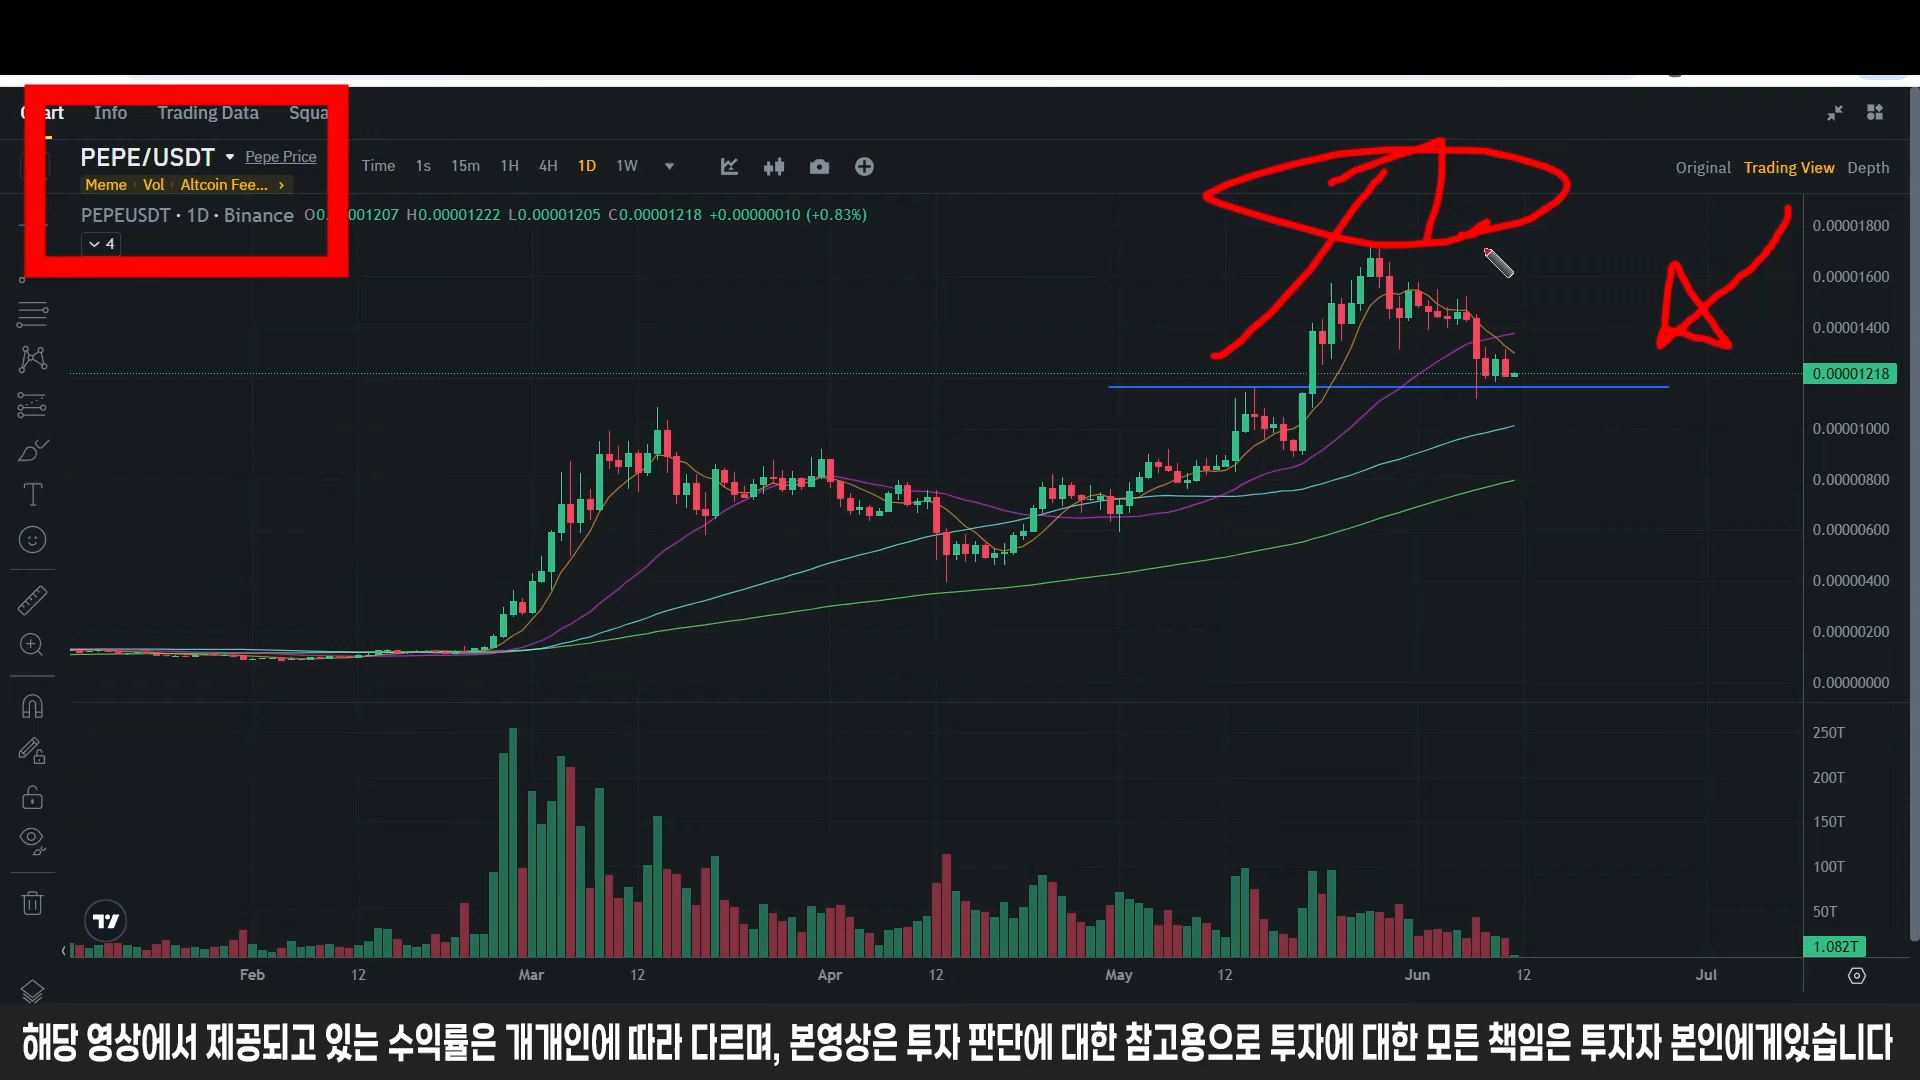 Info Trading Data Squa
PEPE/USDT Pepe Price
Time 1s 15m 1H 4H 1D 1W
Original Trading View Depth
Meme Vol Altcoin Fee...
PEPEUSDT · 1D · Binance 001207 H0.00001222 L0.00001205 C0.00001218 +0.00000010 (+0.83%)
4
0.00001800
0.00001600
0.00001400
0.00001218
0.00001000
0.00000800
0.00000600
0.00000400
0.00000200
0.00000000
250T
200T
150T
100T
50T
1.082T
Feb 12 Mar 12 Apr 12 May 12 Jun 12 Jul
해당 영상에서 제공되고 있는 수익률은 개개인에 따라 다르며, 본영상은 투자 판단에 대한 참고용으로 투자에 대한 모든 책임은 투자자 본인에게있습니다